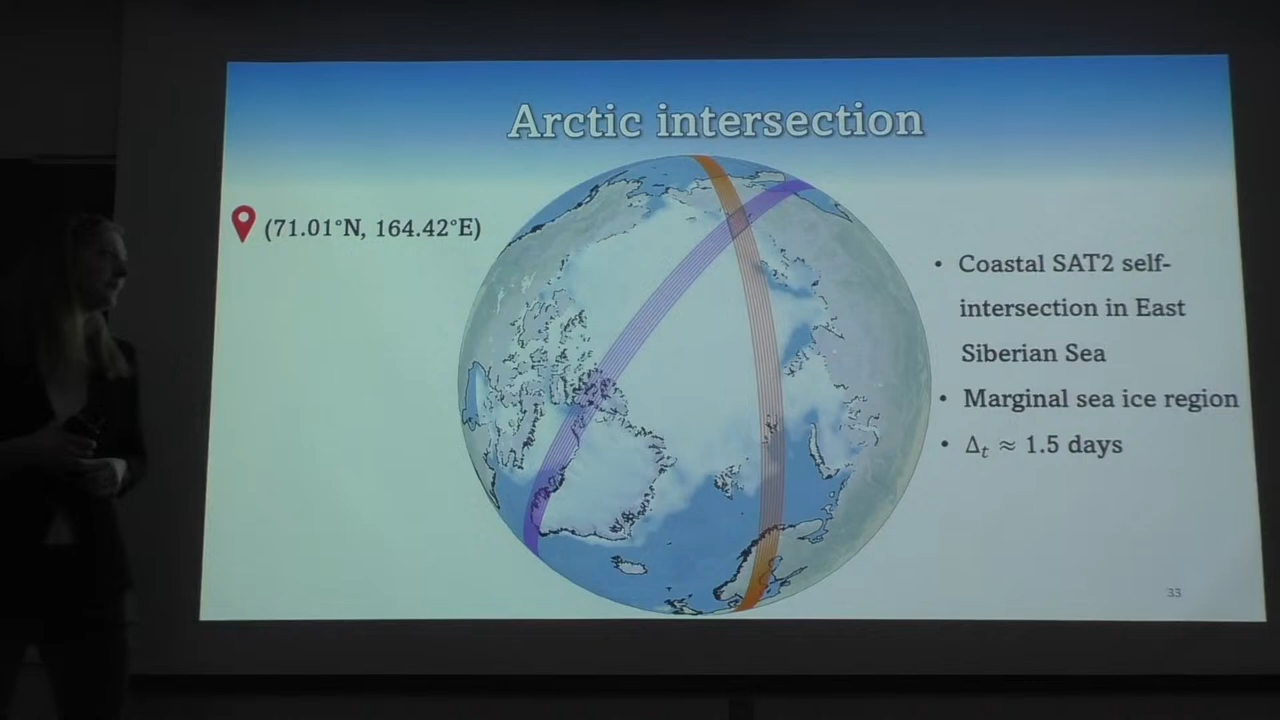 Arctic intersection
(71.01°N, 164.42°E)
• Coastal SAT2 self-
intersection in East
Siberian Sea
• Marginal sea ice region
• Δₜ ≈ 1.5 days
33